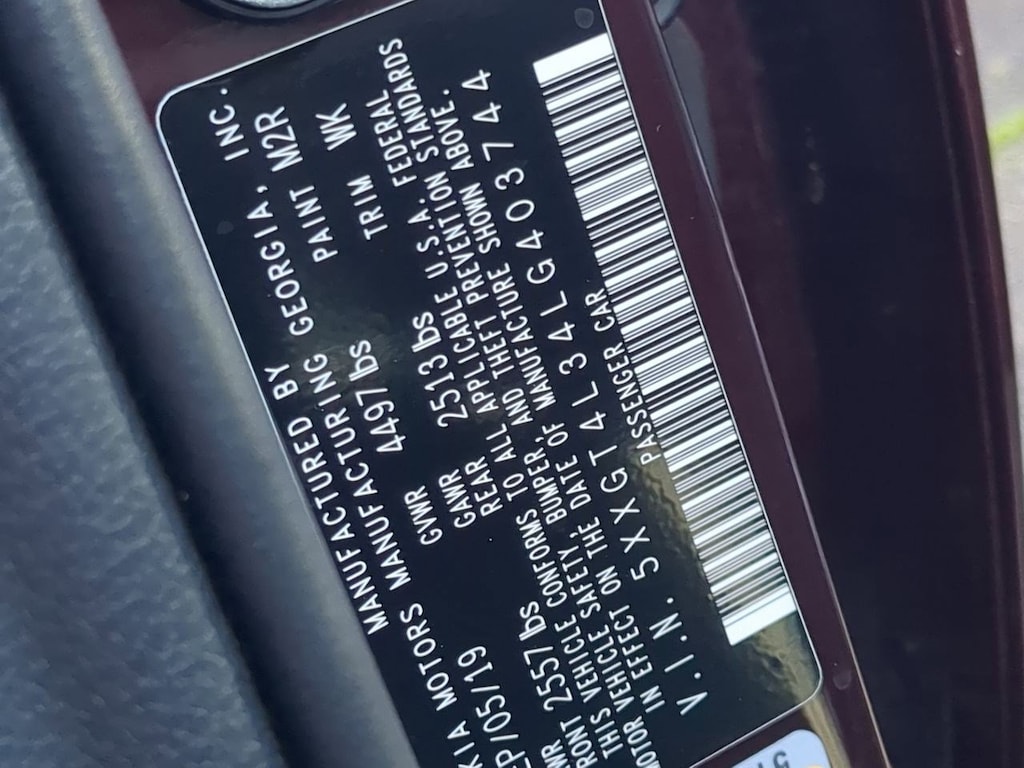 MANUFACTURED BY
KIA MOTORS MANUFACTURING GEORGIA, INC.
EP/05/19 GVWR 4497 lbs PAINT M2R
WR
FRONT 2557 lbs GAWR
REAR 2513 lbs TRIM WK
THIS VEHICLE CONFORMS TO ALL APPLICABLE U.S.A. FEDERAL
MOTOR VEHICLE SAFETY, BUMPER, AND THEFT PREVENTION STANDARDS
IN EFFECT ON THE DATE OF MANUFACTURE SHOWN ABOVE.
V.I.N. 5XXGT4L34LG403744
PASSENGER CAR